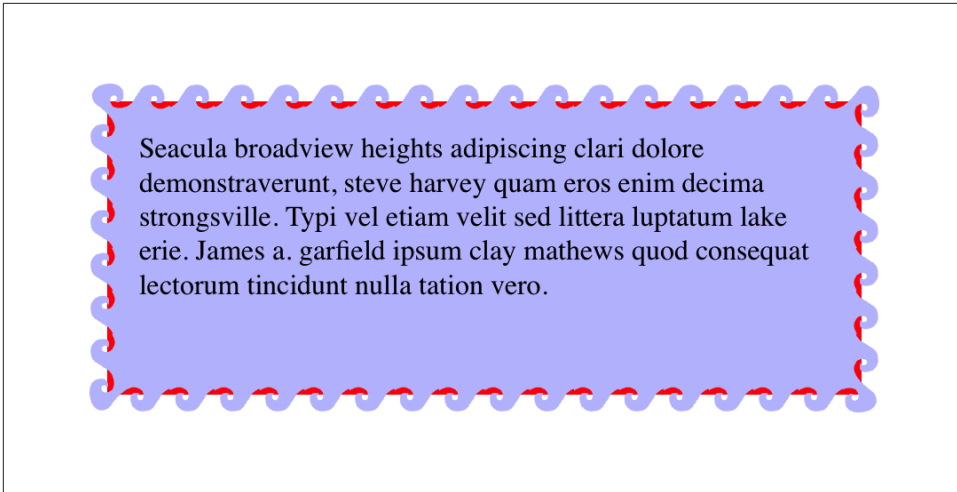 Seacula broadview heights adipiscing clari dolore
demonstraverunt, steve harvey quam eros enim decima
strongsville. Typi vel etiam velit sed littera luptatum lake
erie. James a. garfield ipsum clay mathews quod consequat
lectorum tincidunt nulla tation vero.